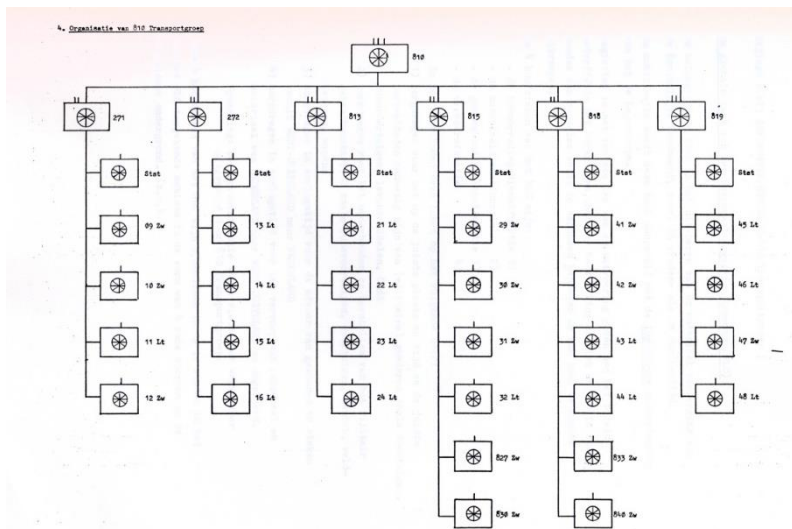 4. Organisatie van 810 Transportgroep
810
271
272
813
815
818
819
Stat
Stat
Stat
Stat
Stat
Stat
09 Zw
13 Lt
21 Lt
29 Zw
41 Zw
45 Lt
10 Zw
14 Lt
22 Lt
30 Zw
42 Zw
46 Lt
11 Lt
15 Lt
23 Lt
31 Zw
43 Lt
47 Zw
12 Zw
16 Lt
24 Lt
32 Lt
44 Lt
48 Lt
827 Zw
833 Zw
830 Zw
840 Zw